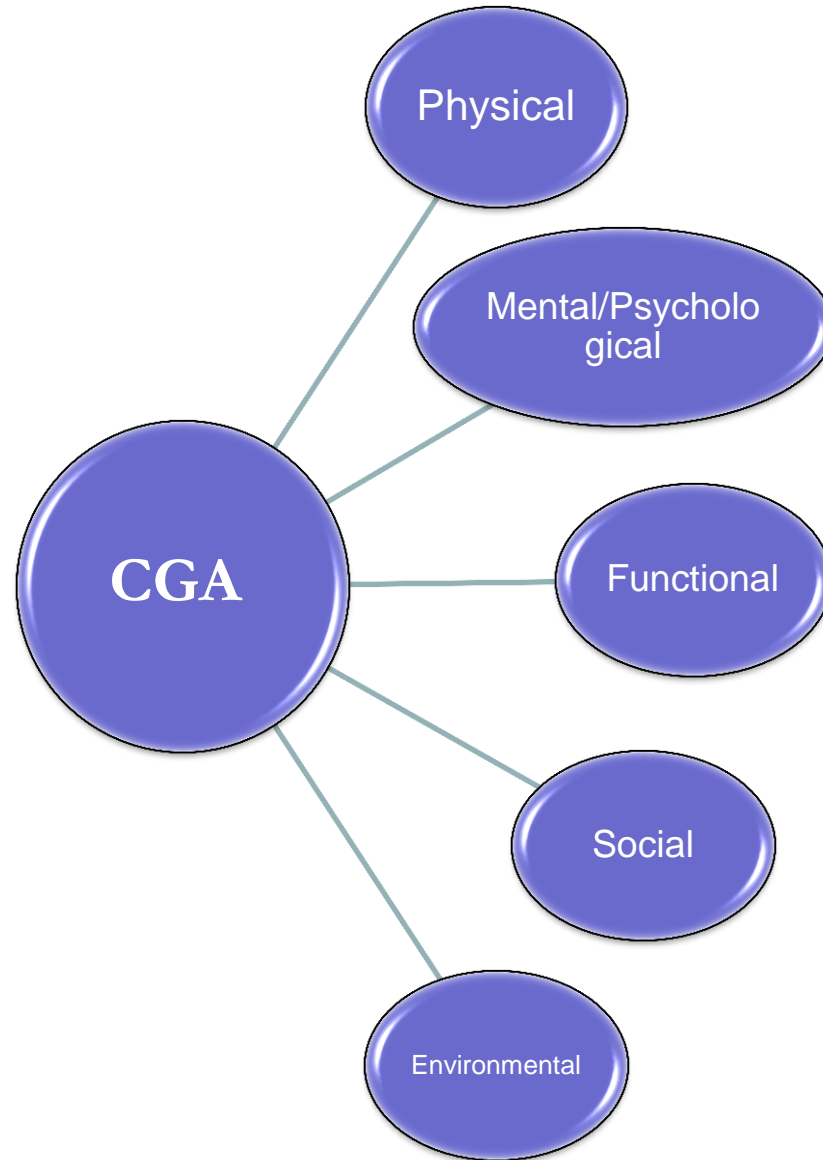 Physical
Mental/Psycholo
gical
CGA
Functional
Social
Environmental